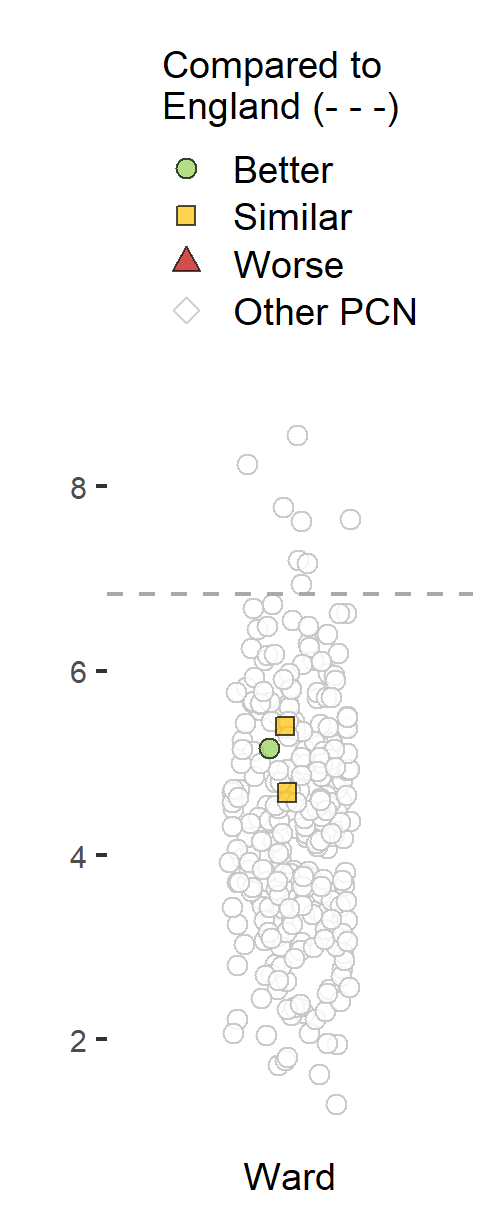 Compared to
England (- - -)
Better
Similar
Worse
Other PCN
8
6
4
2
Ward